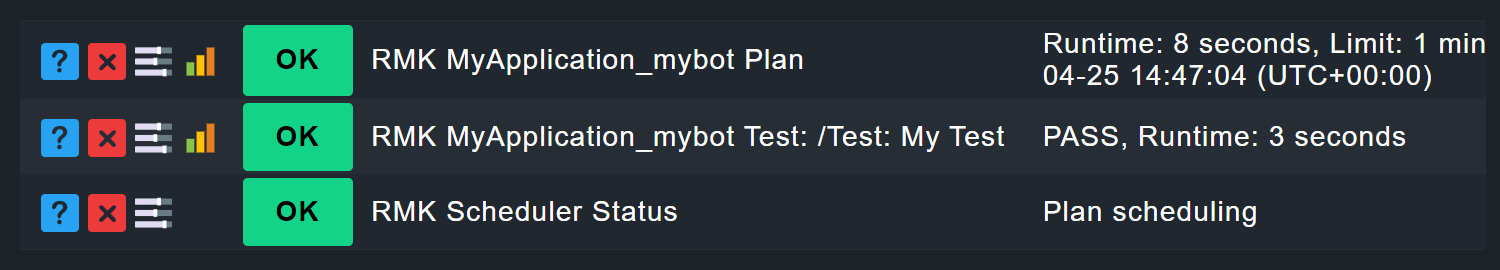 OK RMK MyApplication_mybot Plan Runtime: 8 seconds, Limit: 1 min
04-25 14:47:04 (UTC+00:00)
OK RMK MyApplication_mybot Test: /Test: My Test PASS, Runtime: 3 seconds
OK RMK Scheduler Status Plan scheduling